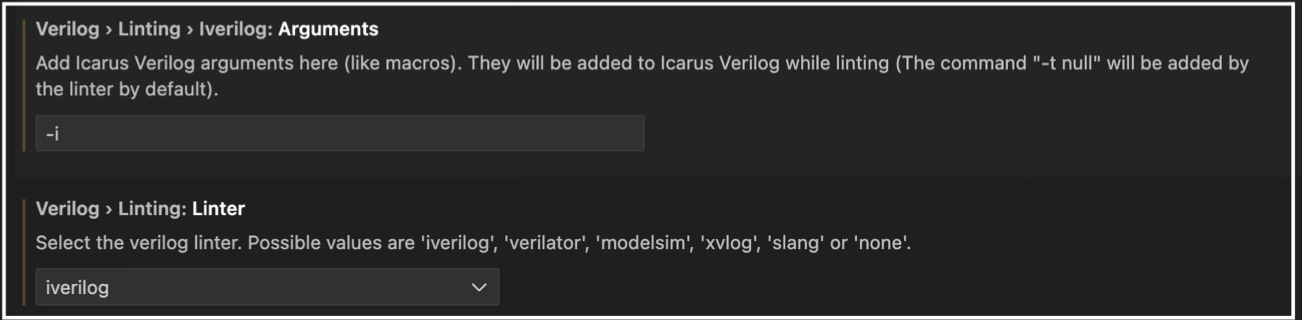 Verilog › Linting › Iverilog: Arguments
Add Icarus Verilog arguments here (like macros). They will be added to Icarus Verilog while linting (The command "-t null" will be added by
the linter by default).
-i
Verilog › Linting: Linter
Select the verilog linter. Possible values are 'iverilog', 'verilator', 'modelsim', 'xvlog', 'slang' or 'none'.
iverilog